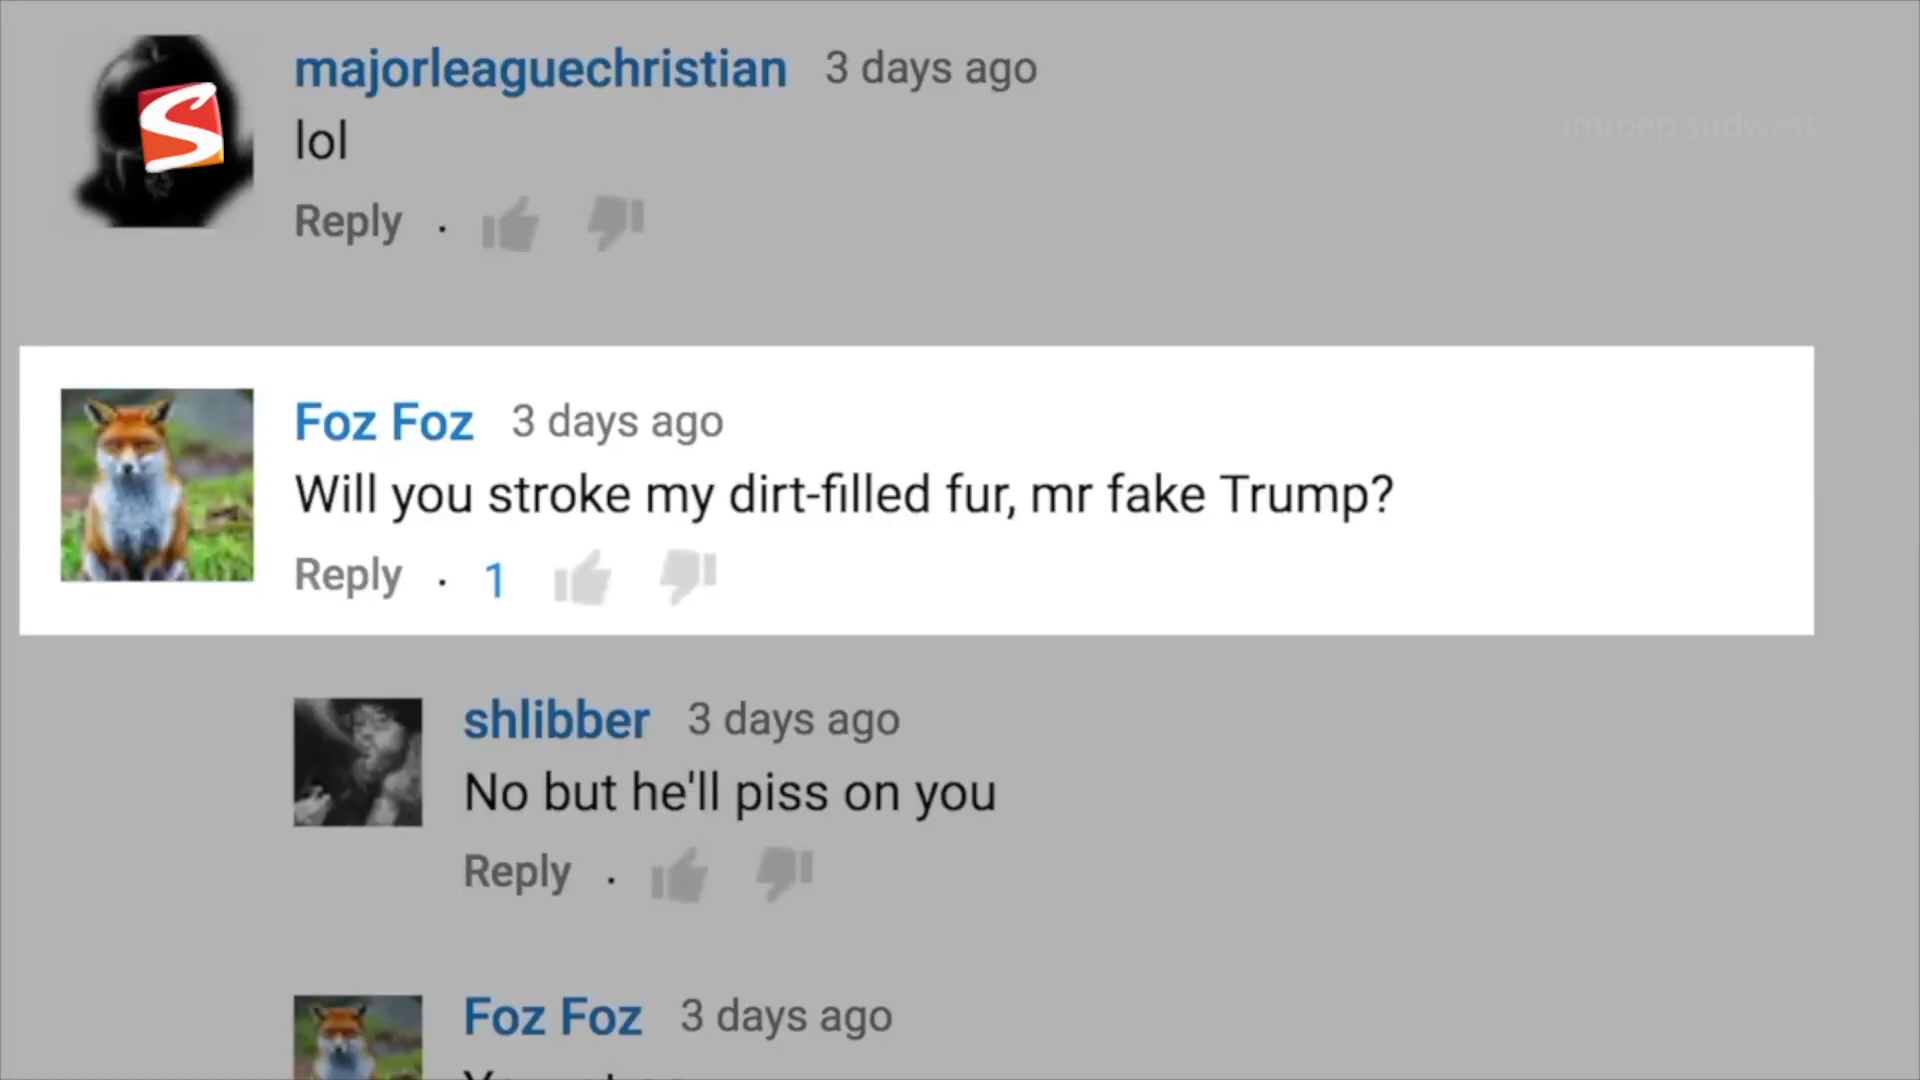 majorleaguechristian 3 days ago
omroep sudwest
lol
S
Reply .
Foz Foz 3 days ago
Will you stroke my dirt-filled fur, mr fake Trump?
Reply . 1
shlibber 3 days ago
No but he'll piss on you
Reply .
Foz Foz 3 days ago